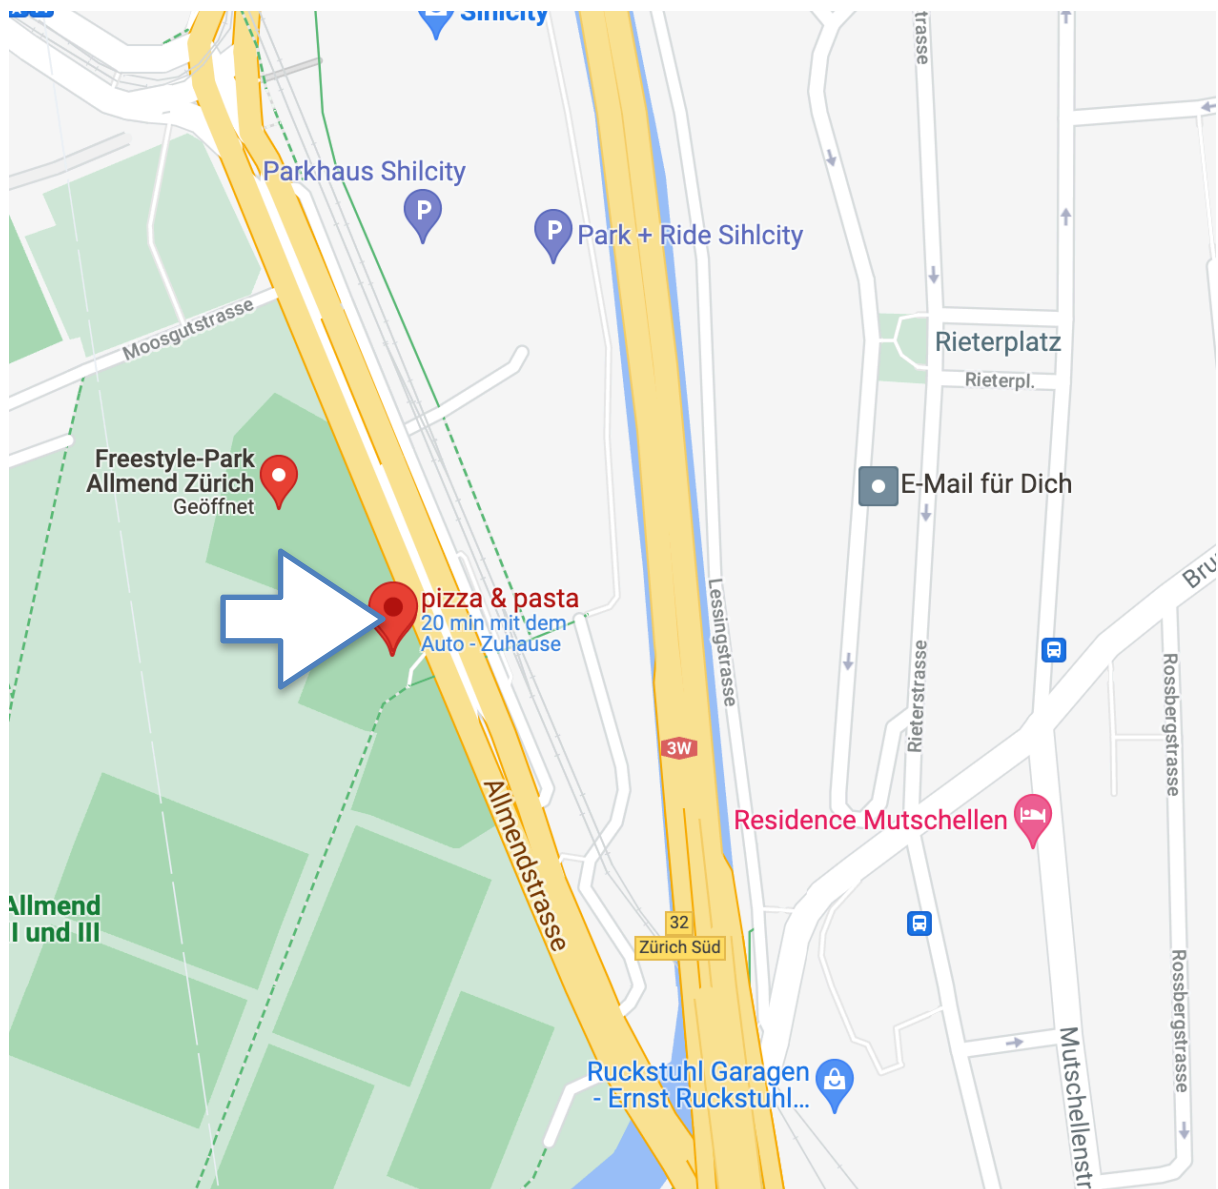 Sihlcity
trasse
Parkhaus Shilcity
P
P
Park + Ride Sihlcity
Moosgutstrasse
Rieterplatz
Rieterpl.
Freestyle-Park
Allmend Zürich
Geöffnet
E-Mail für Dich
Bru
pizza & pasta
20 min mit dem
Auto - Zuhause
Lessingstrasse
Rieterstrasse
Rossbergstrasse
3W
Allmendstrasse
Residence Mutschellen
Allmend
I und III
32
Zürich Süd
Rossbergstrasse
Mutschellenstr
Ruckstuhl Garagen
- Ernst Ruckstuhl...